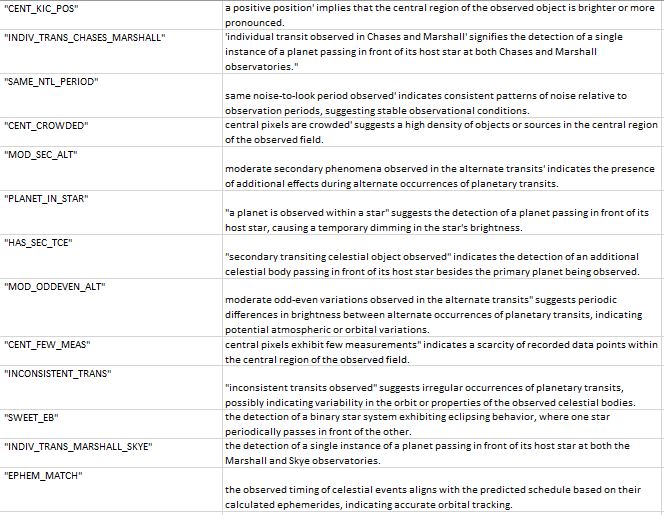 "CENT_KIC_POS"
a positive position' implies that the central region of the observed object is brighter or more
pronounced.
"INDIV_TRANS_CHASES_MARSHALL"
'individual transit observed in Chases and Marshall' signifies the detection of a single
instance of a planet passing in front of its host star at both Chases and Marshall
observatories."
"SAME_NTL_PERIOD"
same noise-to-look period observed' indicates consistent patterns of noise relative to
observation periods, suggesting stable observational conditions.
"CENT_CROWDED"
central pixels are crowded' suggests a high density of objects or sources in the central region
of the observed field.
"MOD_SEC_ALT"
moderate secondary phenomena observed in the alternate transits' indicates the presence
of additional effects during alternate occurrences of planetary transits.
"PLANET_IN_STAR"
"a planet is observed within a star" suggests the detection of a planet passing in front of its
host star, causing a temporary dimming in the star's brightness.
"HAS_SEC_TCE"
"secondary transiting celestial object observed" indicates the detection of an additional
celestial body passing in front of its host star besides the primary planet being observed.
"MOD_ODDEVEN_ALT"
moderate odd-even variations observed in the alternate transits" suggests periodic
differences in brightness between alternate occurrences of planetary transits, indicating
potential atmospheric or orbital variations.
"CENT_FEW_MEAS"
central pixels exhibit few measurements" indicates a scarcity of recorded data points within
the central region of the observed field.
"INCONSISTENT_TRANS"
"inconsistent transits observed" suggests irregular occurrences of planetary transits,
possibly indicating variability in the orbit or properties of the observed celestial bodies.
"SWEET_EB"
the detection of a binary star system exhibiting eclipsing behavior, where one star
periodically passes in front of the other.
"INDIV_TRANS_MARSHALL_SKYE"
the detection of a single instance of a planet passing in front of its host star at both the
Marshall and Skye observatories.
"EPHEM_MATCH"
the observed timing of celestial events aligns with the predicted schedule based on their
calculated ephemerides, indicating accurate orbital tracking.